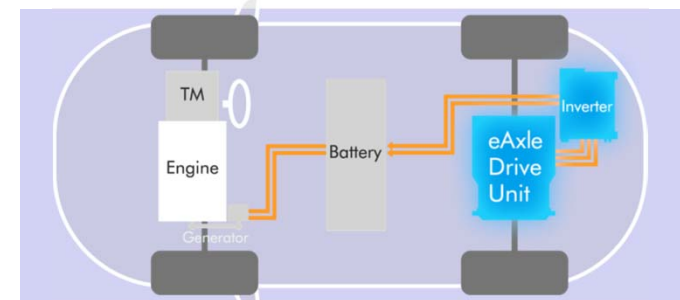 TM
Engine
Generator
Battery
Inverter
eAxle
Drive
Unit